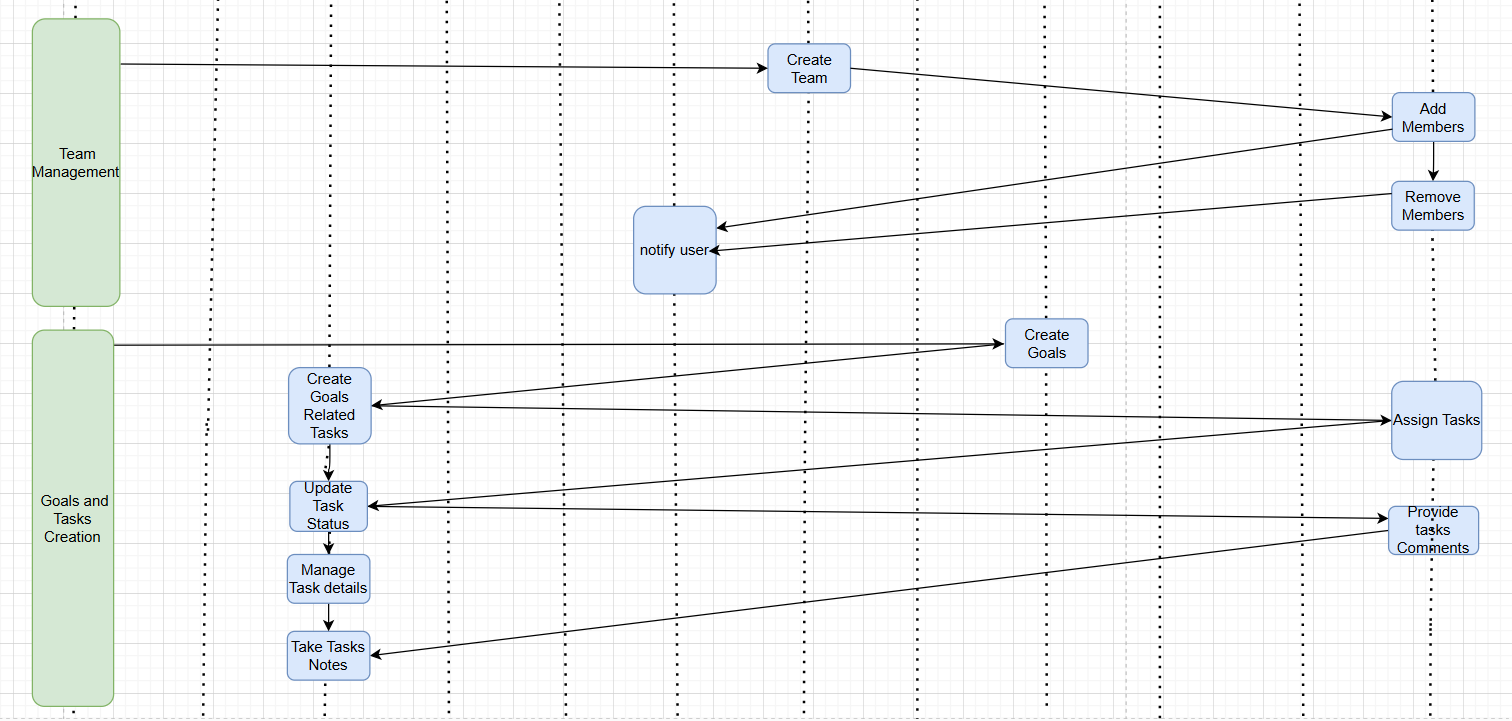 Create
Team
Add
Members
Team
Management
Remove
Members
notify user
Create
Goals
Create
Goals
Related
Tasks
Assign Tasks
Goals and
Tasks
Creation
Update
Task
Status
Provide
tasks
Comments
Manage
Task details
Take Tasks
Notes